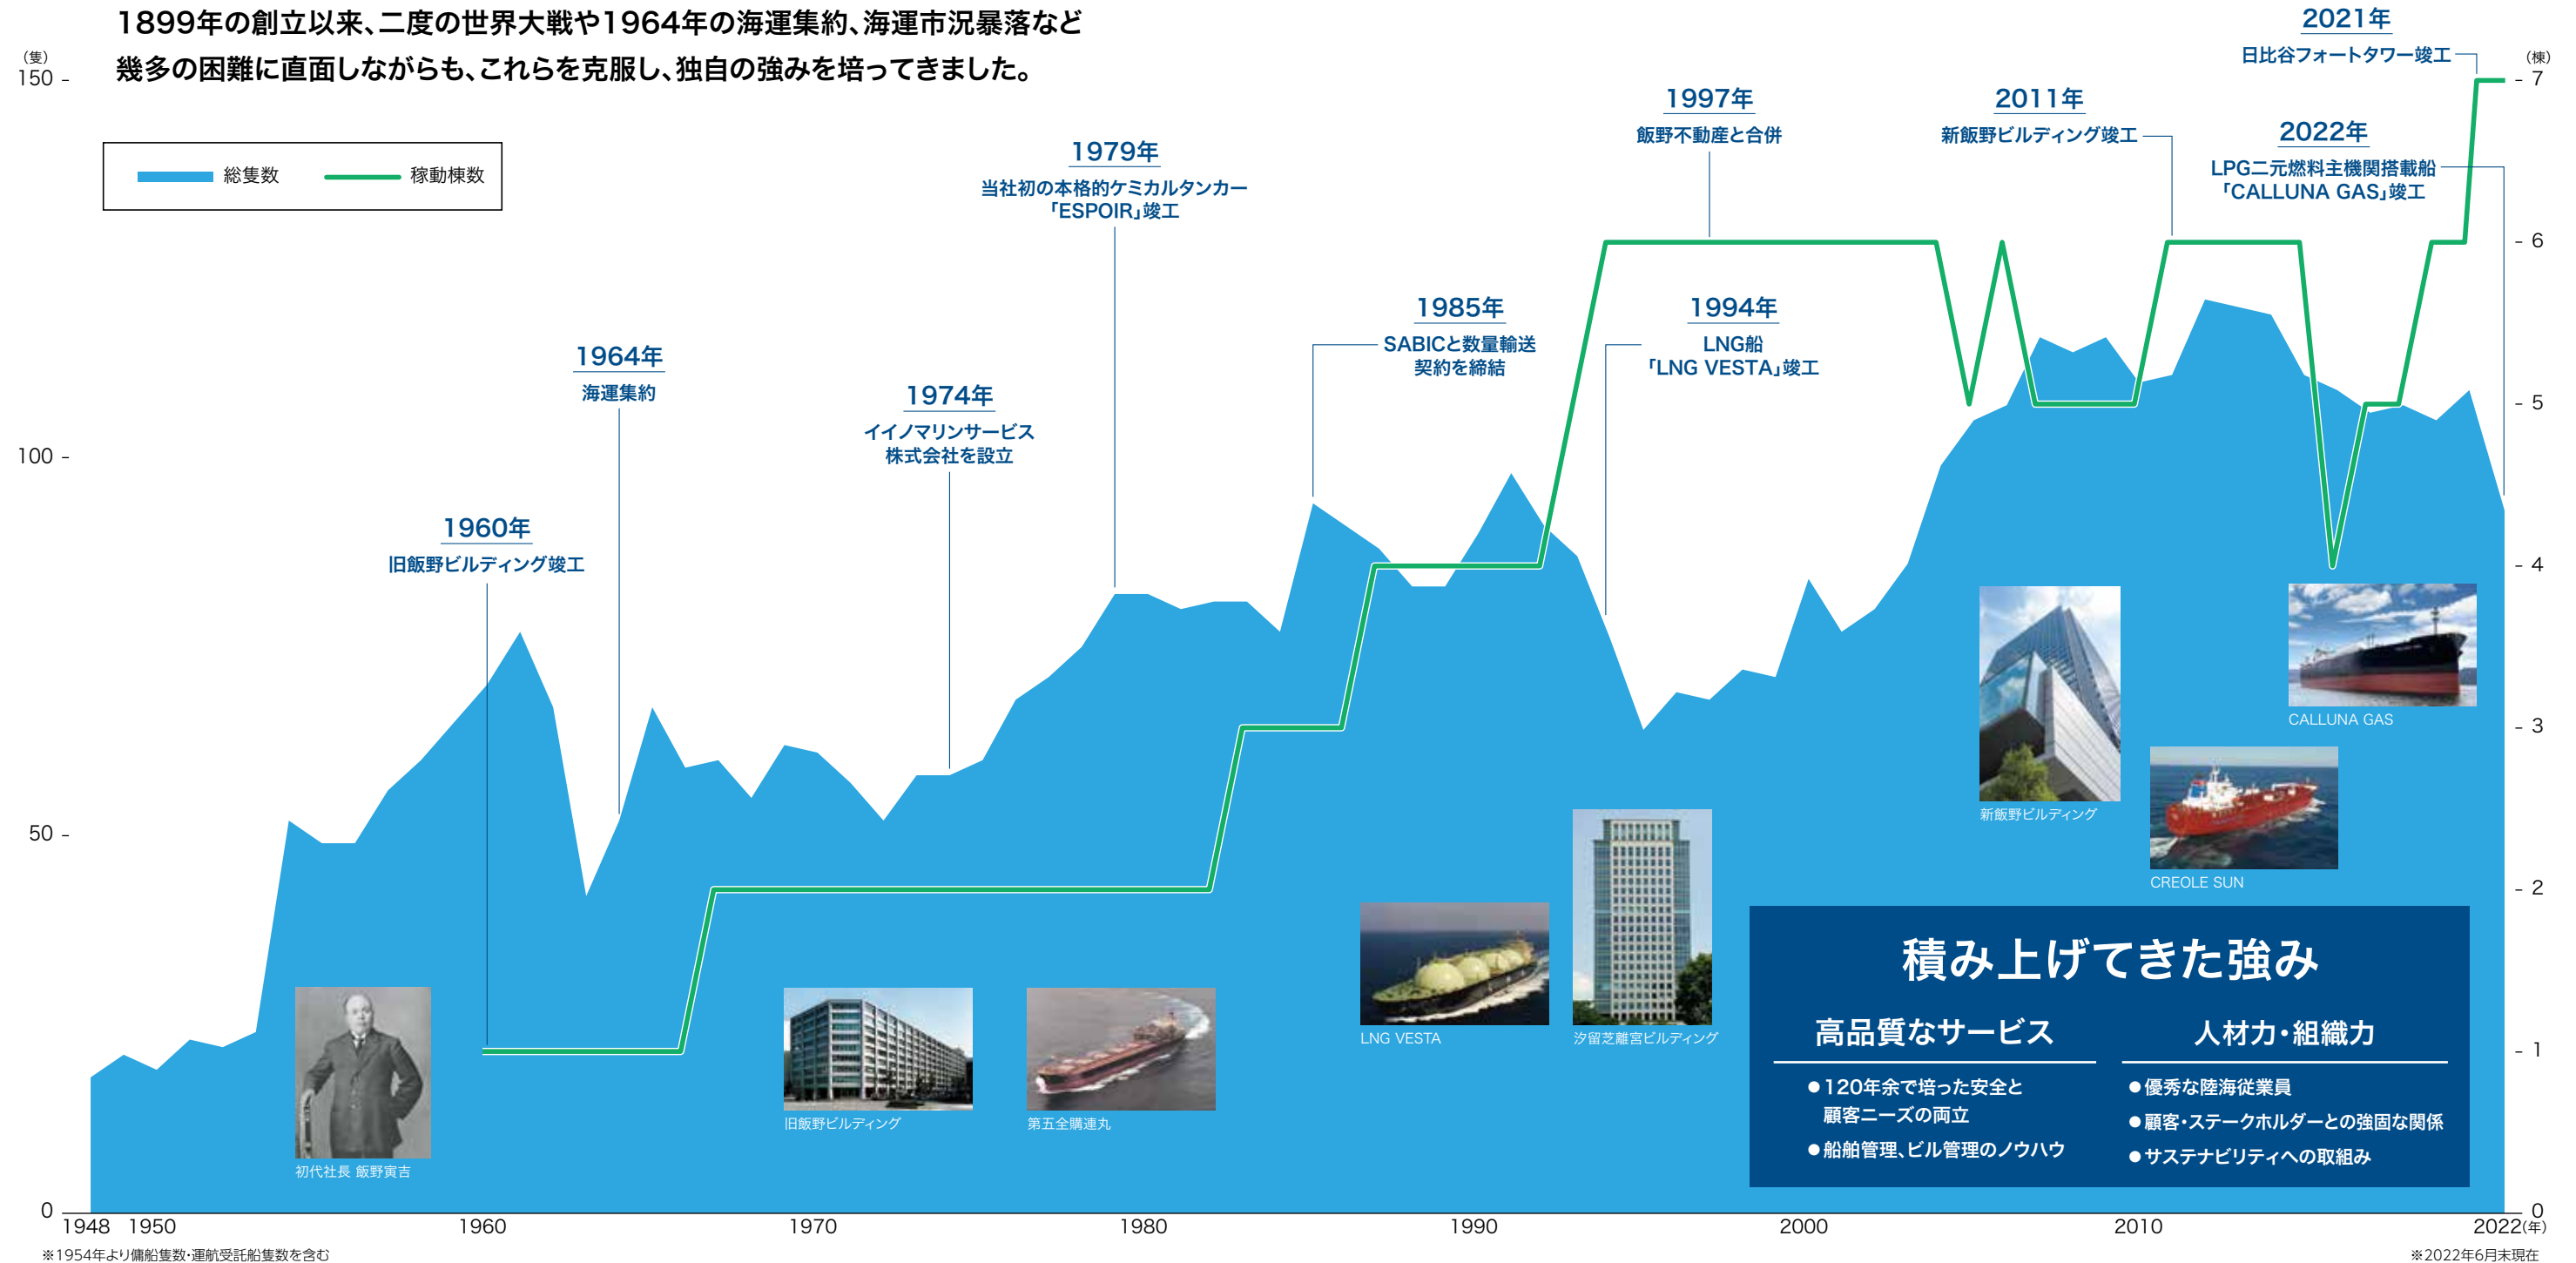 1899年の創立以来、二度の世界大戦や1964年の海運集約、海運市況暴落など
幾多の困難に直面しながらも、これらを克服し、独自の強みを培ってきました。
(隻)
150
100
50
0
総隻数
稼動棟数
1960年
旧飯野ビルディング竣工
1964年
海運集約
1974年
イイノマリンサービス
株式会社を設立
1979年
当社初の本格的ケミカルタンカー
「ESPOIR」竣工
1985年
SABICと数量輸送
契約を締結
1994年
LNG船
「LNG VESTA」竣工
1997年
飯野不動産と合併
2011年
新飯野ビルディング竣工
2021年
日比谷フォートタワー竣工
2022年
LPG二元燃料主機関搭載船
「CALLUNA GAS」竣工
(棟)
7
6
5
4
3
2
1
0
初代社長 飯野寅吉
旧飯野ビルディング
第五全購連丸
LNG VESTA
汐留芝離宮ビルディング
新飯野ビルディング
CREOLE SUN
CALLUNA GAS
積み上げてきた強み
高品質なサービス
●120年余で培った安全と
顧客ニーズの両立
●船舶管理、ビル管理のノウハウ
人材力・組織力
●優秀な陸海従業員
●顧客・ステークホルダーとの強固な関係
●サステナビリティへの取組み
1948 1950 1960 1970 1980 1990 2000 2010 2022(年)
※1954年より傭船隻数・運航受託船隻数を含む
※2022年6月末現在